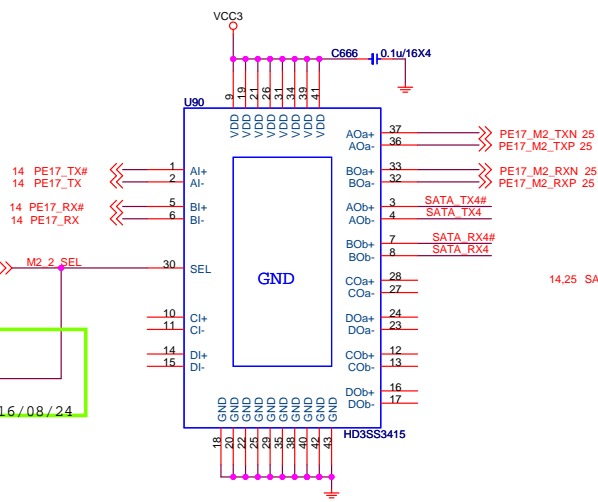 VCC3
C666 0.1u/16X4
U90
9 19 21 26 31 34 39 41
VDD VDD VDD VDD VDD VDD VDD VDD
AOa+ 37 PE17_M2_TXN 25
AOa- 36 PE17_M2_TXP 25
14 PE17_TX# 1 AI+
BOa+ 33 PE17_M2_RXN 25
14 PE17_TX 2 AI-
BOa- 32 PE17_M2_RXP 25
14 PE17_RX# 5 BI+
AOb+ 3 SATA_TX4#
14 PE17_RX 6 BI-
AOb- 4 SATA_TX4
BOb+ 7 SATA_RX4#
BOb- 8 SATA_RX4
M2_2_SEL 30 SEL
GND
COa+ 28
14,25 SA
COa- 27
10 CI+
DOa+ 24
11 CI-
DOa- 23
14 DI+
COb+ 12
15 DI-
COb- 13
DOb+ 16
DOb- 17
16/08/24
GND GND GND GND GND GND GND GND GND GND
18 20 22 25 29 35 38 40 42 43
HD3SS3415